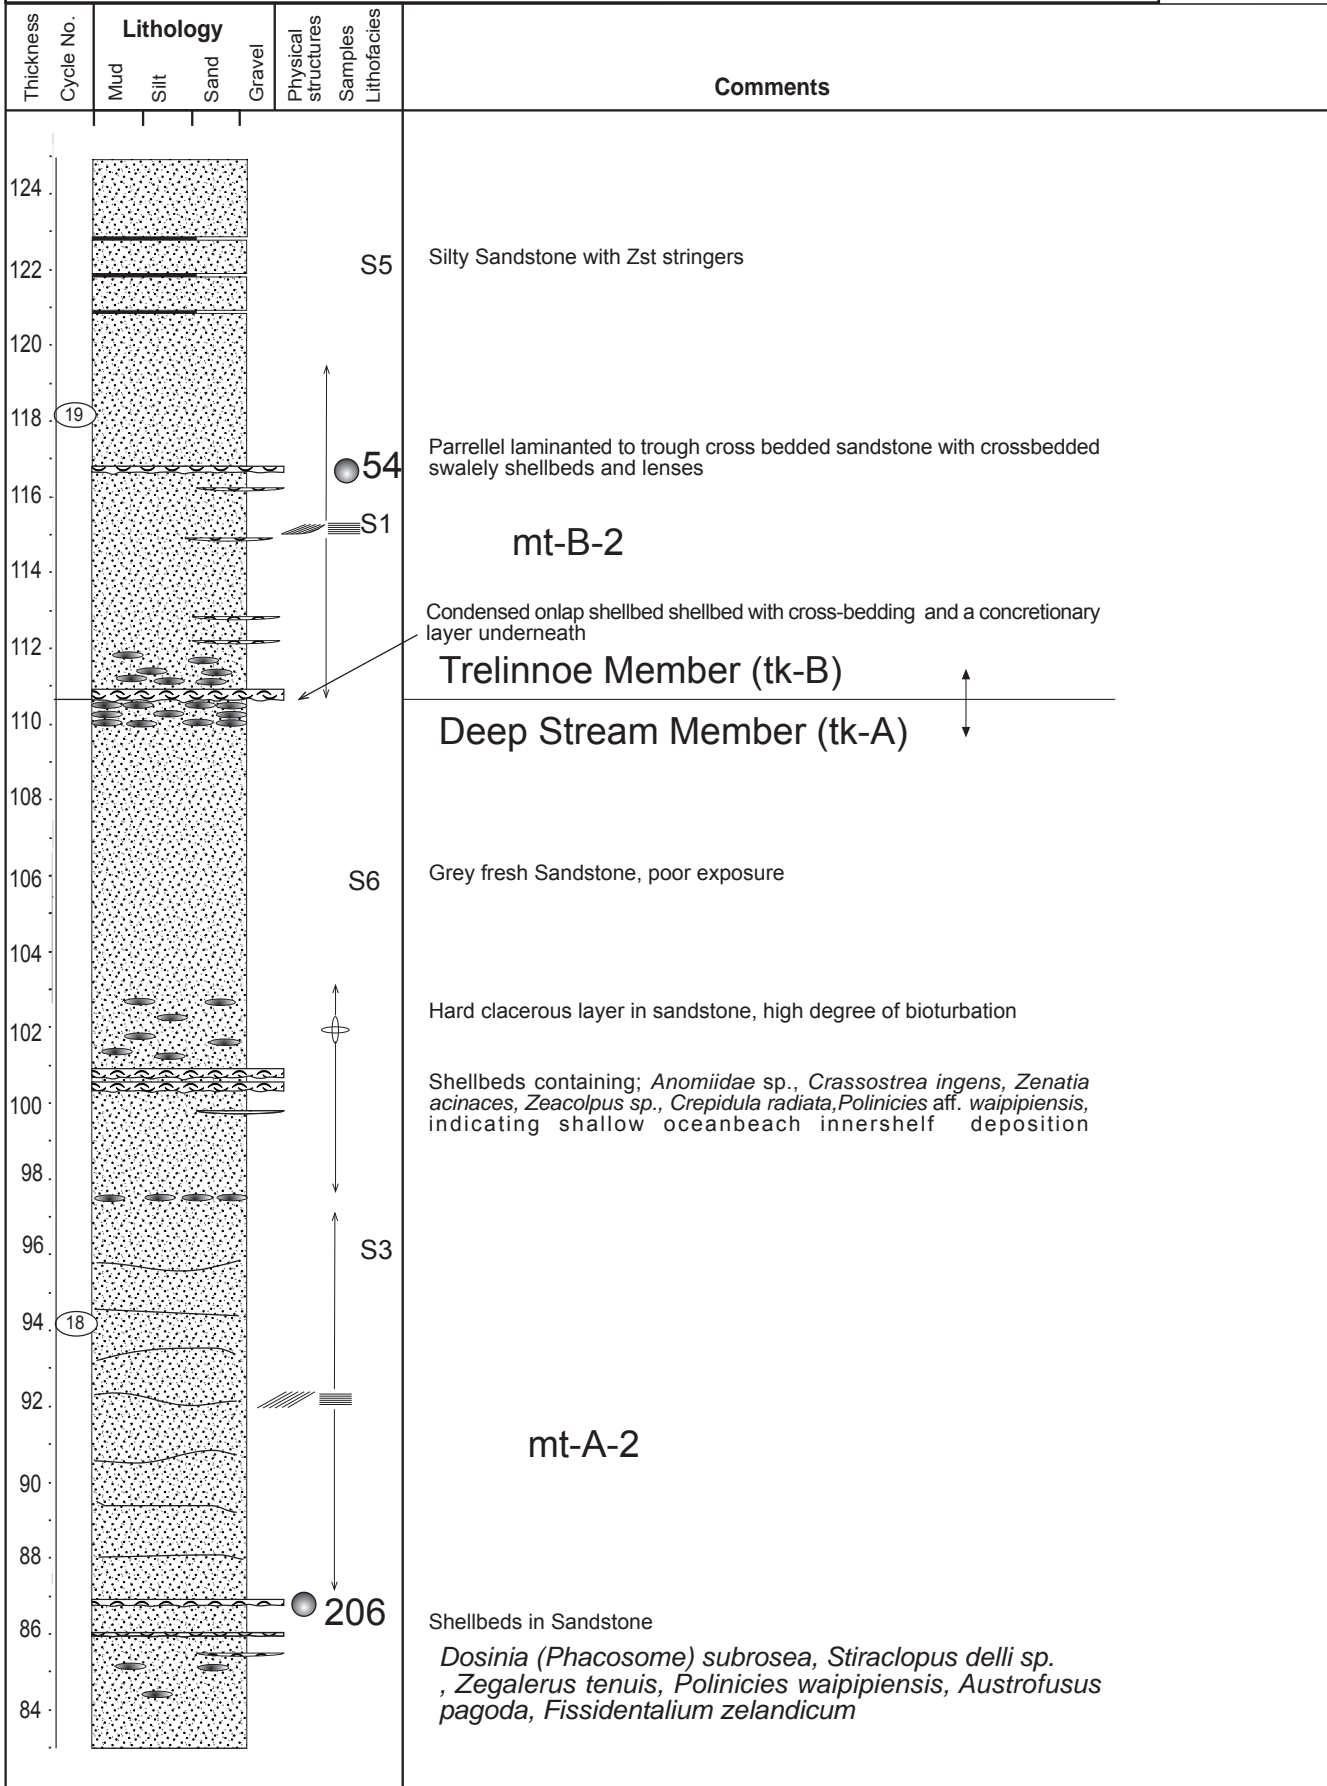 Thickness
Cycle No.
Lithology
Mud
Silt
Sand
Gravel
Physical
structures
Samples
Lithofacies
Comments
124
122
S5
Silty Sandstone with Zst stringers
120
118
19
Parrellel laminanted to trough cross bedded sandstone with crossbedded
swalely shellbeds and lenses
54
116
S1
mt-B-2
114
Condensed onlap shellbed shellbed with cross-bedding and a concretionary
layer underneath
112
Trelinnoe Member (tk-B)
110
Deep Stream Member (tk-A)
108
106
S6
Grey fresh Sandstone, poor exposure
104
Hard clacerous layer in sandstone, high degree of bioturbation
102
Shellbeds containing; Anomiidae sp., Crassostrea ingens, Zenatia
acinaces, Zeacolpus sp., Crepidula radiata,Polinicies aff. waipipiensis,
indicating shallow oceanbeach innershelf deposition
100
98
96
S3
94
18
92
mt-A-2
90
88
206
86
Shellbeds in Sandstone
Dosinia (Phacosome) subrosea, Stiraclopus delli sp.
, Zegalerus tenuis, Polinicies waipipiensis, Austrofusus
pagoda, Fissidentalium zelandicum
84